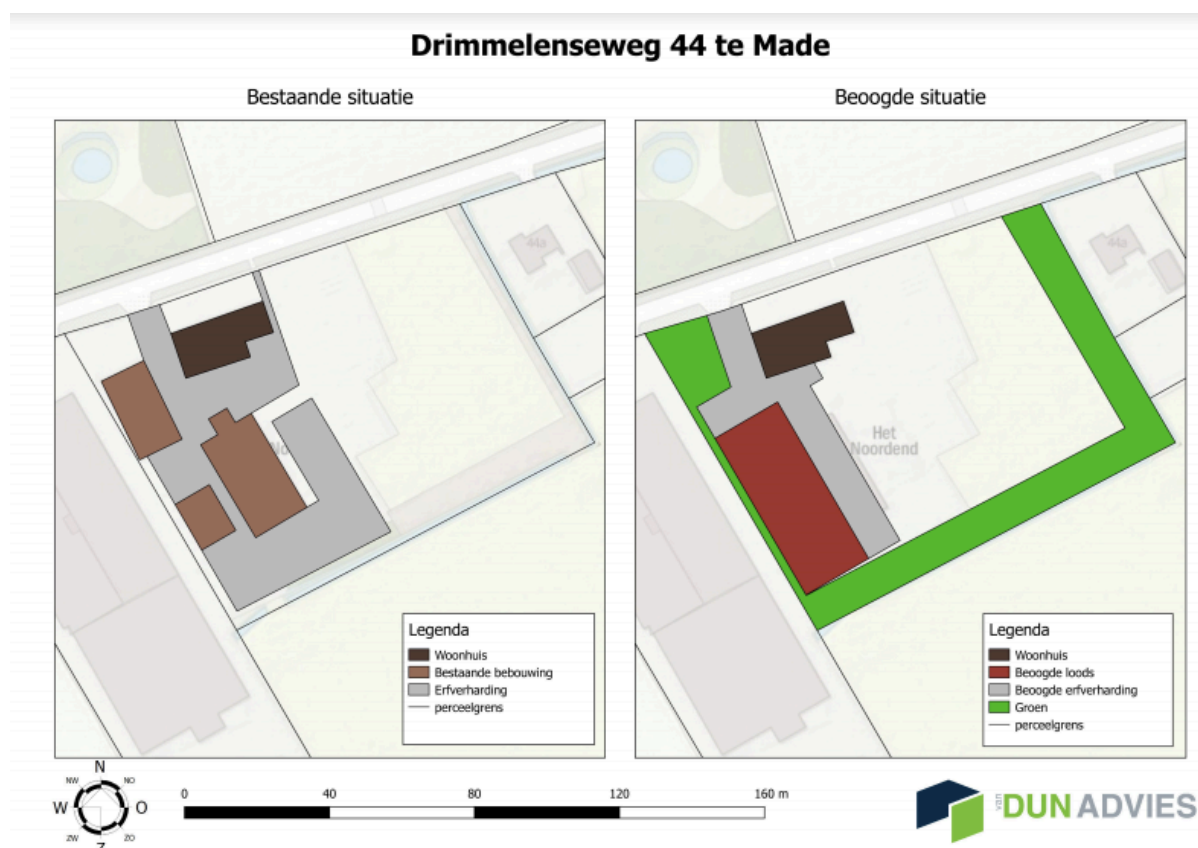 Drimmelenseweg 44 te Made
Bestaande situatie
Beoogde situatie
44a
44a
Het
Noordend
Legenda
Woonhuis
Bestaande bebouwing
Erfverharding
perceelgrens
Legenda
Woonhuis
Beoogde loods
Beoogde erfverharding
Groen
perceelgrens
N
NW
NO
W
O
ZW
ZO
Z
0
40
80
120
160 m
van
DUN ADVIES